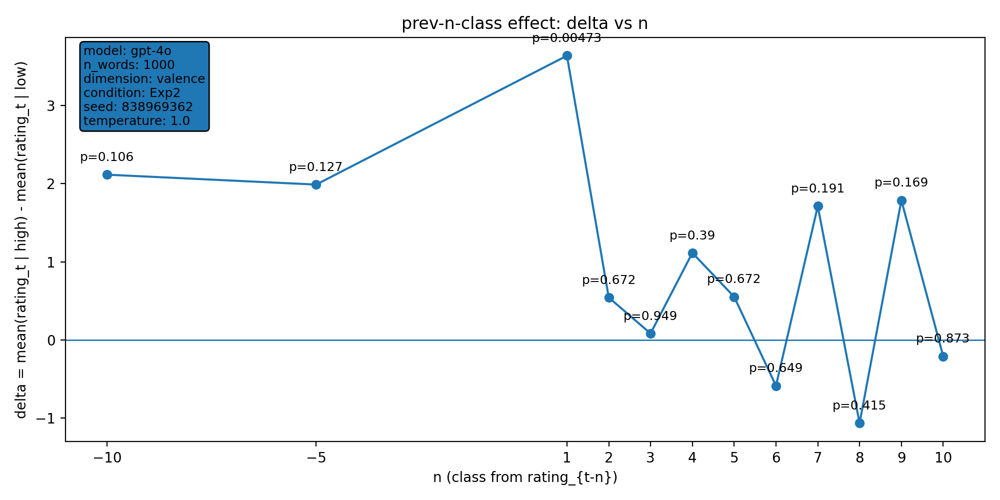 prev-n-class effect: delta vs n
model: gpt-4o
n_words: 1000
dimension: valence
condition: Exp2
seed: 838969362
temperature: 1.0
p=0.106
p=0.127
p=0.00473
p=0.672
p=0.949
p=0.39
p=0.672
p=0.649
p=0.191
p=0.415
p=0.169
p=0.873
delta = mean(rating_t | high) - mean(rating_t | low)
3
2
1
0
−1
−10
−5
1
2
3
4
5
6
7
8
9
10
n (class from rating_{t-n})